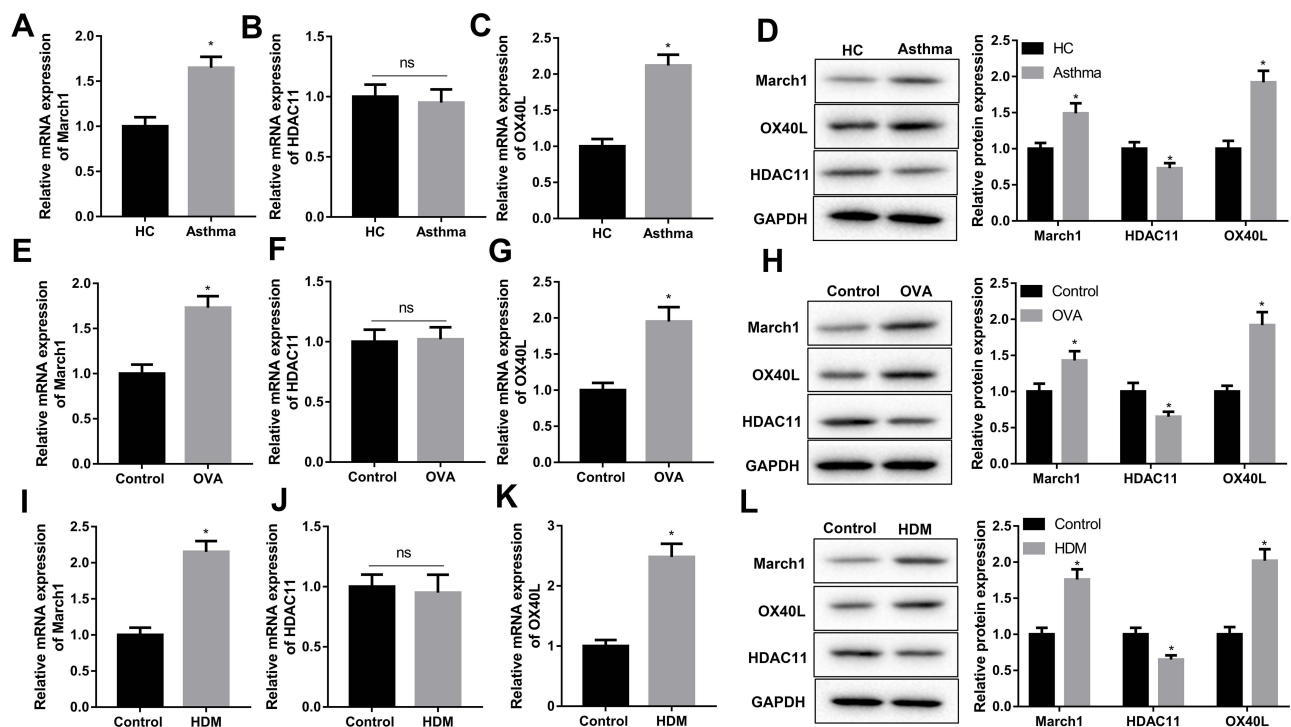 A
Relative mRNA expression
of March1
2.0
1.5
1.0
0.5
0.0
*
HC
Asthma
B
Relative mRNA expression
of HDAC11
1.5
1.0
0.5
0.0
ns
HC
Asthma
C
Relative mRNA expression
of OX40L
2.5
2.0
1.5
1.0
0.5
0.0
*
HC
Asthma
D
HC
Asthma
March1
OX40L
HDAC11
GAPDH
Relative protein expression
2.5
2.0
1.5
1.0
0.5
0.0
HC
Asthma
*
*
*
March1
HDAC11
OX40L
E
Relative mRNA expression
of March1
2.0
1.5
1.0
0.5
0.0
*
Control
OVA
F
Relative mRNA expression
of HDAC11
1.5
1.0
0.5
0.0
ns
Control
OVA
G
Relative mRNA expression
of OX40L
2.5
2.0
1.5
1.0
0.5
0.0
*
Control
OVA
H
Control
OVA
March1
OX40L
HDAC11
GAPDH
Relative protein expression
2.5
2.0
1.5
1.0
0.5
0.0
Control
OVA
*
*
*
March1
HDAC11
OX40L
I
Relative mRNA expression
of March1
2.5
2.0
1.5
1.0
0.5
0.0
*
Control
HDM
J
Relative mRNA expression
of HDAC11
1.5
1.0
0.5
0.0
ns
Control
HDM
K
Relative mRNA expression
of OX40L
3
2
1
0
*
Control
HDM
L
Control
HDM
March1
OX40L
HDAC11
GAPDH
Relative protein expression
2.5
2.0
1.5
1.0
0.5
0.0
Control
HDM
*
*
*
March1
HDAC11
OX40L